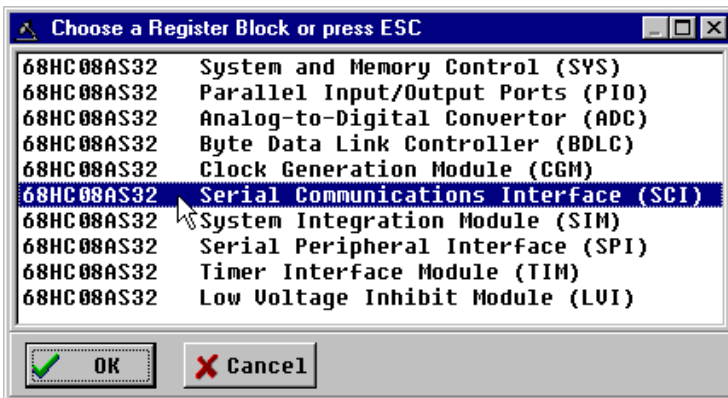 Choose a Register Block or press ESC
68HC08AS32 System and Memory Control (SYS)
68HC08AS32 Parallel Input/Output Ports (PIO)
68HC08AS32 Analog-to-Digital Convertor (ADC)
68HC08AS32 Byte Data Link Controller (BDLC)
68HC08AS32 Clock Generation Module (CGM)
68HC08AS32 Serial Communications Interface (SCI)
68HC08AS32 System Integration Module (SIM)
68HC08AS32 Serial Peripheral Interface (SPI)
68HC08AS32 Timer Interface Module (TIM)
68HC08AS32 Low Voltage Inhibit Module (LVI)
OK Cancel